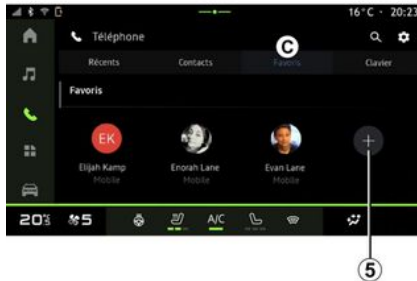 16°C · 20:23
Téléphone
C
Récents Contacts Favoris Clavier
Favoris
EK
Elijah Kamp Enorah Lane Evan Lane
Mobile Mobile Mobile
20.5 5 A/C
5